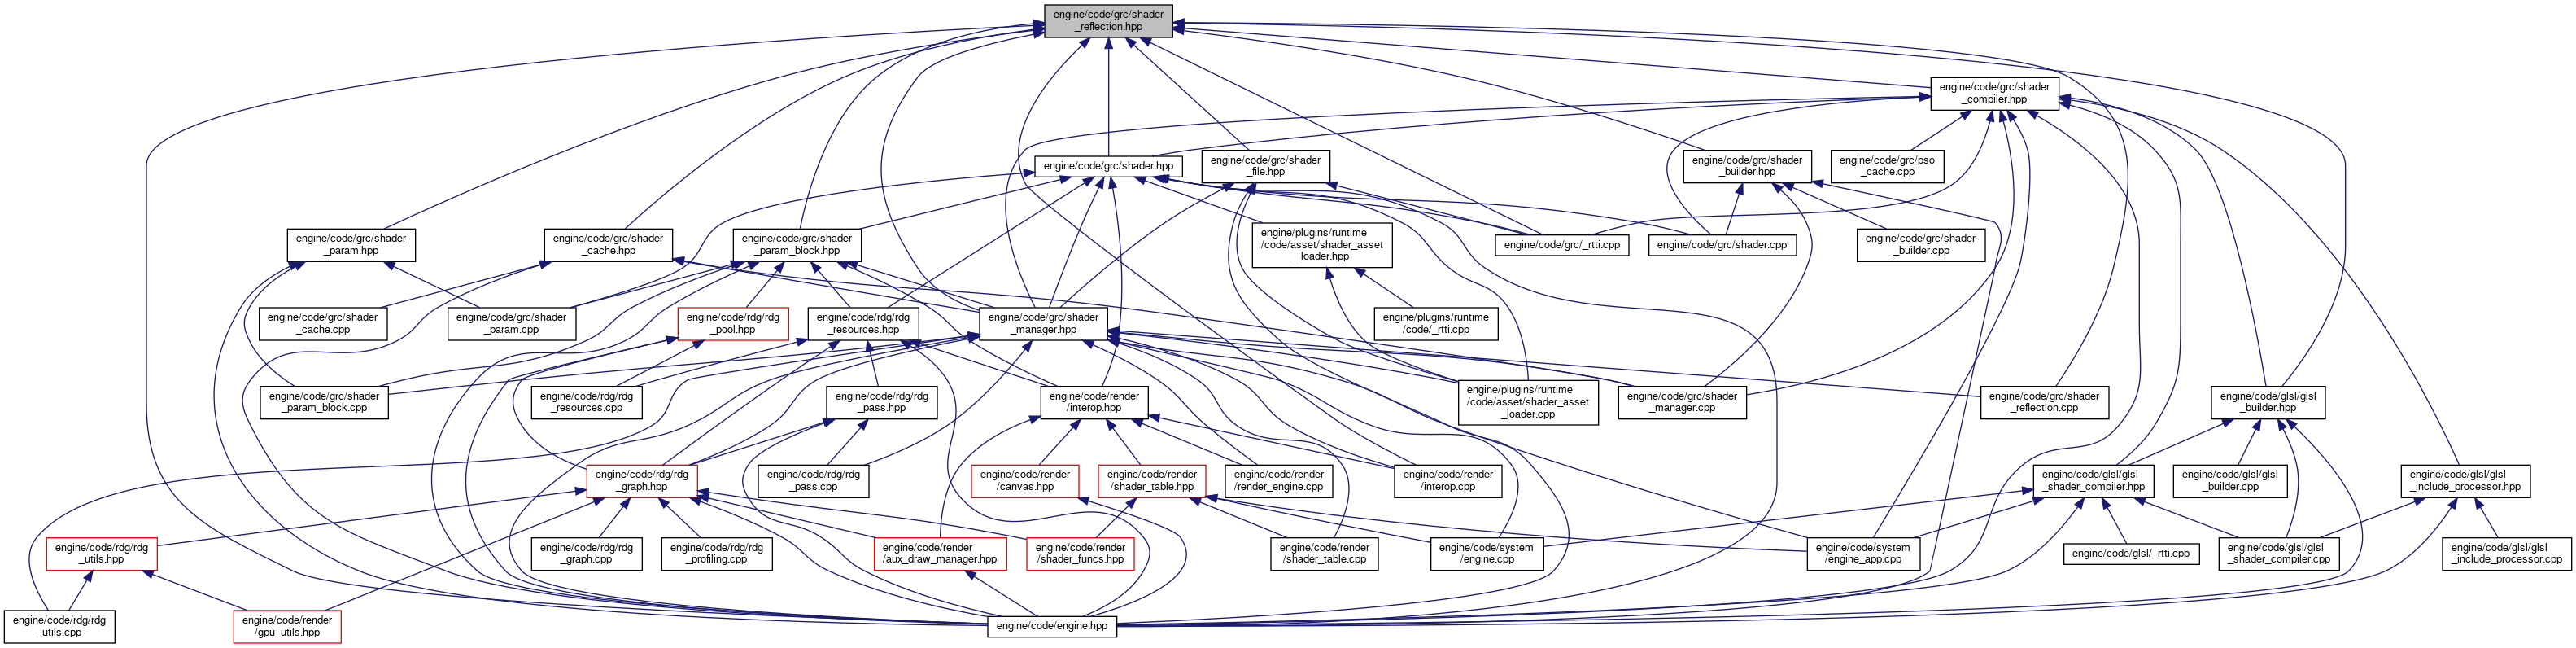 engine/code/grc/shader
_reflection.hpp
engine/code/grc/shader
_compiler.hpp
engine/code/grc/shader.hpp
engine/code/grc/shader
_file.hpp
engine/code/grc/shader
_builder.hpp
engine/code/grc/pso
_cache.cpp
engine/code/grc/shader
_param.hpp
engine/code/grc/shader
_cache.hpp
engine/code/grc/shader
_param_block.hpp
engine/plugins/runtime
/code/asset/shader_asset
_loader.hpp
engine/code/grc/_rtti.cpp
engine/code/grc/shader.cpp
engine/code/grc/shader
_builder.cpp
engine/code/grc/shader
_cache.cpp
engine/code/grc/shader
_param.cpp
engine/code/rdg/rdg
_pool.hpp
engine/code/rdg/rdg
_resources.hpp
engine/code/grc/shader
_manager.hpp
engine/plugins/runtime
/code/_rtti.cpp
engine/code/grc/shader
_param_block.cpp
engine/code/rdg/rdg
_resources.cpp
engine/code/rdg/rdg
_pass.hpp
engine/code/render
/interop.hpp
engine/plugins/runtime
/code/asset/shader_asset
_loader.cpp
engine/code/grc/shader
_manager.cpp
engine/code/grc/shader
_reflection.cpp
engine/code/glsl/glsl
_builder.hpp
engine/code/rdg/rdg
_graph.hpp
engine/code/rdg/rdg
_pass.cpp
engine/code/render
/canvas.hpp
engine/code/render
/shader_table.hpp
engine/code/render
/render_engine.cpp
engine/code/render
/interop.cpp
engine/code/glsl/glsl
_shader_compiler.hpp
engine/code/glsl/glsl
_builder.cpp
engine/code/glsl/glsl
_include_processor.hpp
engine/code/rdg/rdg
_utils.hpp
engine/code/rdg/rdg
_graph.cpp
engine/code/rdg/rdg
_profiling.cpp
engine/code/render
/aux_draw_manager.hpp
engine/code/render
/shader_funcs.hpp
engine/code/render
/shader_table.cpp
engine/code/system
/engine.cpp
engine/code/system
/engine_app.cpp
engine/code/glsl/_rtti.cpp
engine/code/glsl/glsl
_shader_compiler.cpp
engine/code/glsl/glsl
_include_processor.cpp
engine/code/rdg/rdg
_utils.cpp
engine/code/render
/gpu_utils.hpp
engine/code/engine.hpp